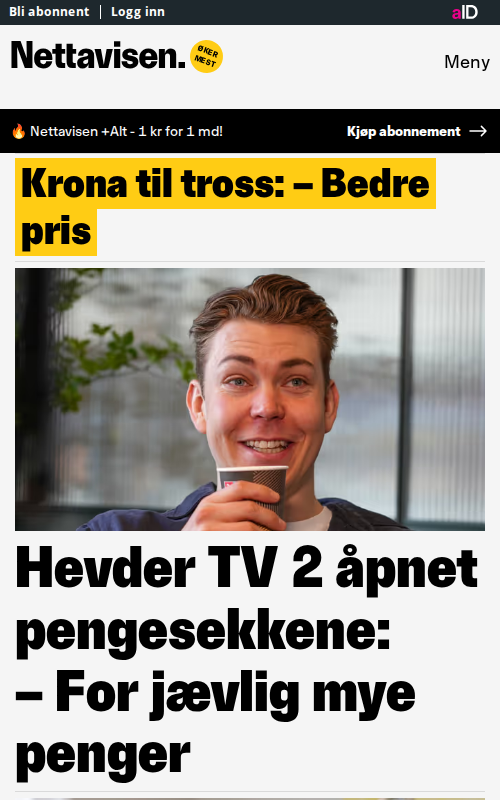 Bli abonnent
Logg inn
aID
Nettavisen.
ØKER
MEST
Meny
Nettavisen +Alt - 1 kr for 1 md!
Kjøp abonnement
Krona til tross: – Bedre
pris
Hevder TV 2 åpnet
pengesekkene:
– For jævlig mye
penger